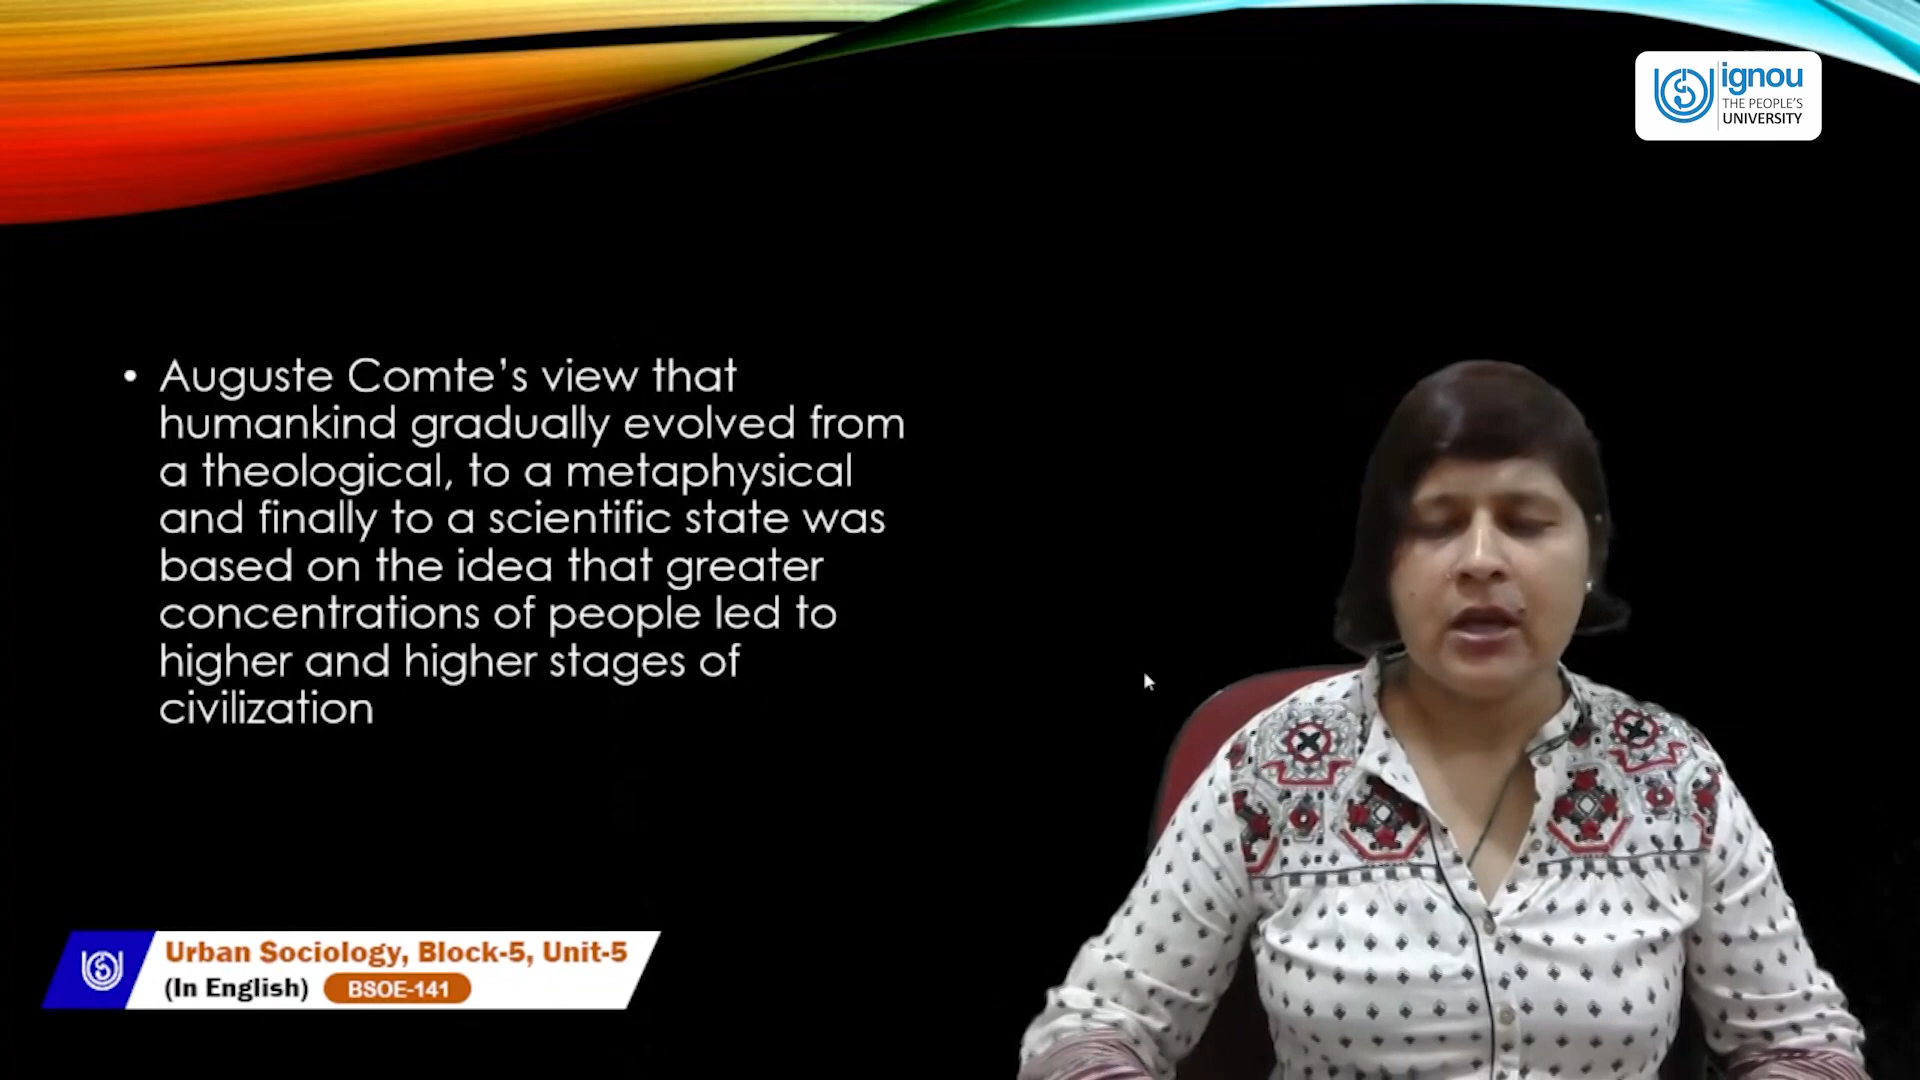 ignou
THE PEOPLE'S
UNIVERSITY
• Auguste Comte's view that
humankind gradually evolved from
a theological, to a metaphysical
and finally to a scientific state was
based on the idea that greater
concentrations of people led to
higher and higher stages of
civilization
Urban Sociology, Block-5, Unit-5
(In English) BSOE-141